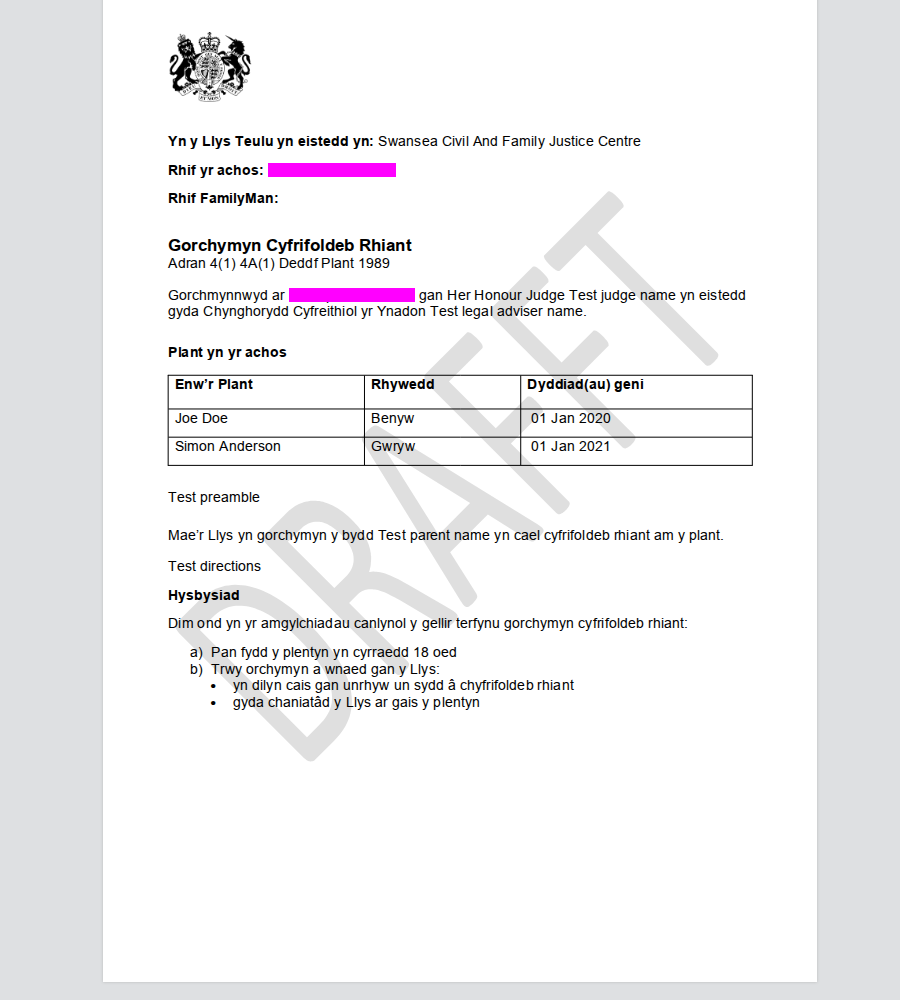 Yn y Llys Teulu yn eistedd yn: Swansea Civil And Family Justice Centre
Rhif yr achos:
Rhif FamilyMan:
Gorchymyn Cyfrifoldeb Rhiant
Adran 4(1) 4A(1) Deddf Plant 1989
Gorchmynnwyd ar gan Her Honour Judge Test judge name yn eistedd
gyda Chynghorydd Cyfreithiol yr Ynadon Test legal adviser name.
Plant yn yr achos
Enw’r Plant Rhywedd Dyddiad(au) geni
Joe Doe Benyw 01 Jan 2020
Simon Anderson Gwryw 01 Jan 2021
Test preamble
Mae’r Llys yn gorchymyn y bydd Test parent name yn cael cyfrifoldeb rhiant am y plant.
Test directions
Hysbysiad
Dim ond yn yr amgylchiadau canlynol y gellir terfynu gorchymyn cyfrifoldeb rhiant:
a) Pan fydd y plentyn yn cyrraedd 18 oed
b) Trwy orchymyn a wnaed gan y Llys:
• yn dilyn cais gan unrhyw un sydd â chyfrifoldeb rhiant
• gyda chaniatâd y Llys ar gais y plentyn
DRAFFT